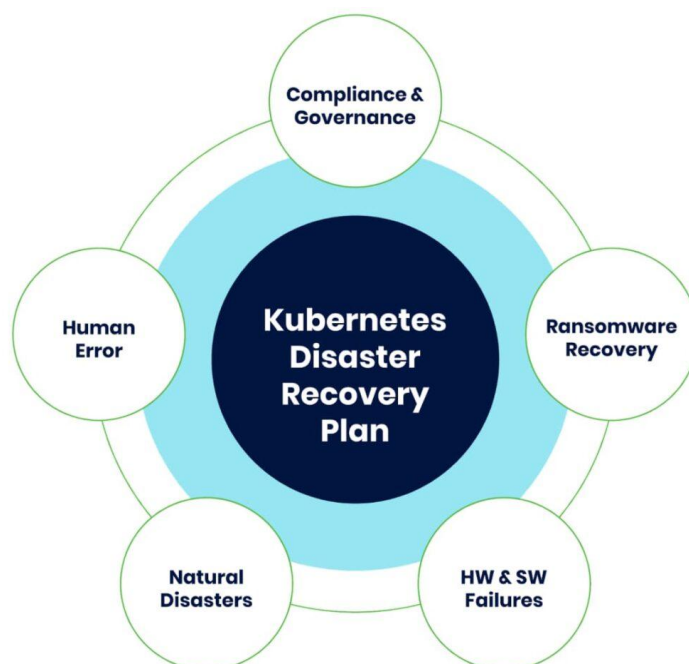 Compliance &
Governance
Human
Error
Kubernetes
Disaster
Recovery
Plan
Ransomware
Recovery
Natural
Disasters
HW & SW
Failures